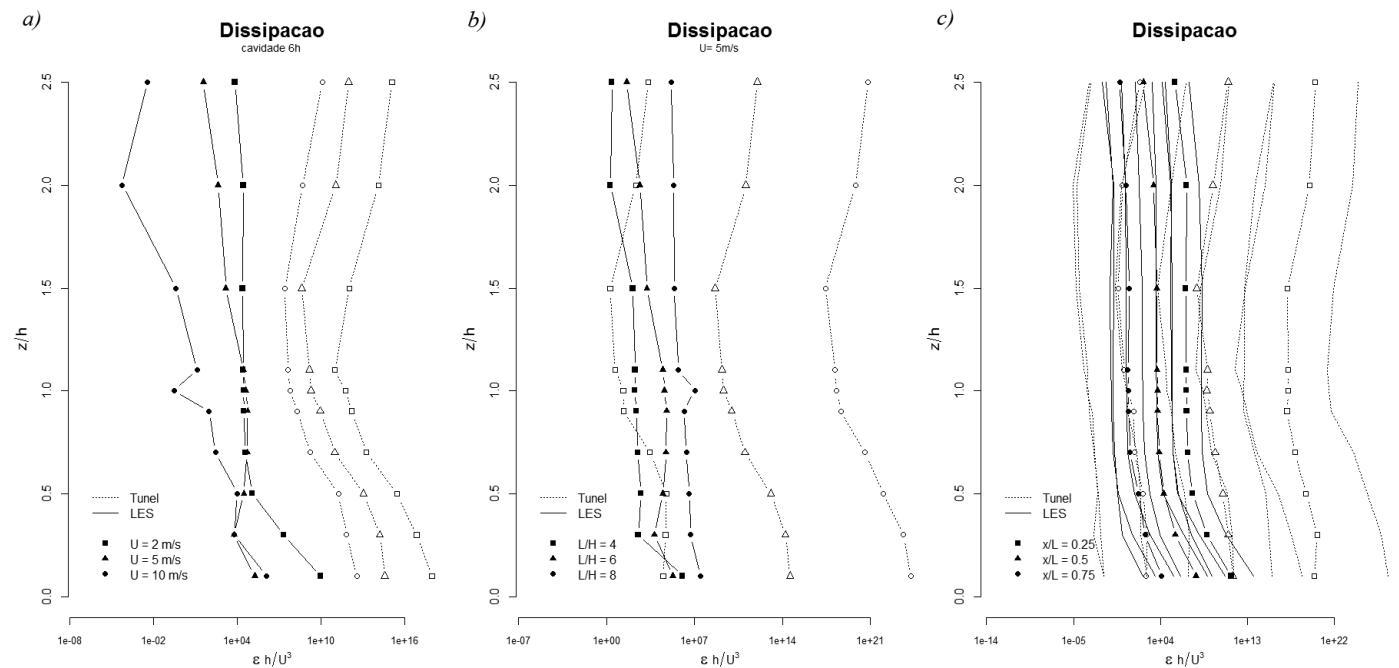 a)
Dissipacao
cavidade 6h
z/h
2.5
2.0
1.5
1.0
0.5
0.0
Tunel
LES
U = 2 m/s
U = 5 m/s
U = 10 m/s
1e-08
1e-02
1e+04
1e+10
1e+16
ε h/U³
b)
Dissipacao
U= 5m/s
z/h
2.5
2.0
1.5
1.0
0.5
0.0
Tunel
LES
L/H = 4
L/H = 6
L/H = 8
1e-07
1e+00
1e+07
1e+14
1e+21
ε h/U³
c)
Dissipacao
z/h
2.5
2.0
1.5
1.0
0.5
0.0
Tunel
LES
x/L = 0.25
x/L = 0.5
x/L = 0.75
1e-14
1e-05
1e+04
1e+13
1e+22
ε h/U³